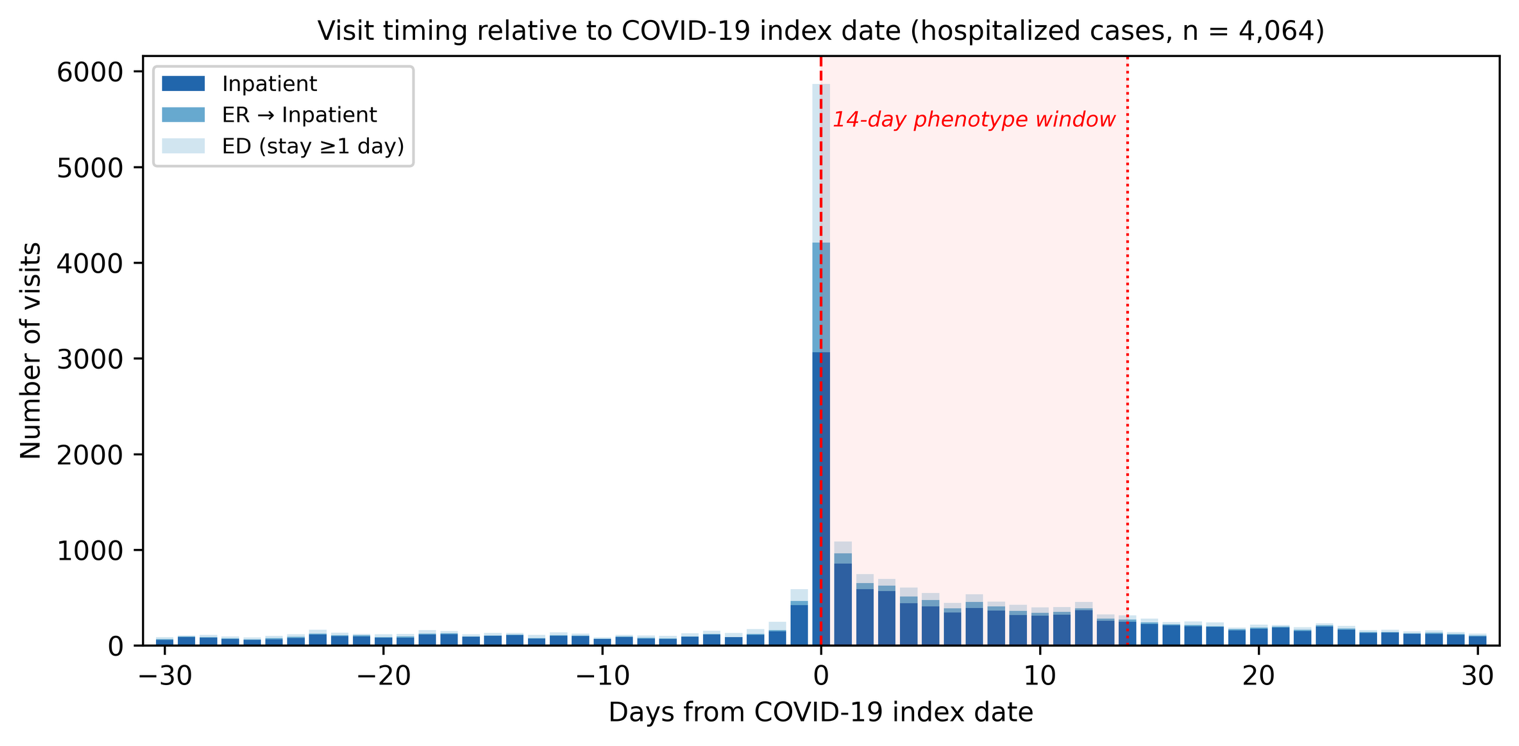 Visit timing relative to COVID-19 index date (hospitalized cases, n = 4,064)
Inpatient
ER → Inpatient
ED (stay ≥1 day)
14-day phenotype window
Number of visits
6000
5000
4000
3000
2000
1000
0
−30 −20 −10 0 10 20 30
Days from COVID-19 index date